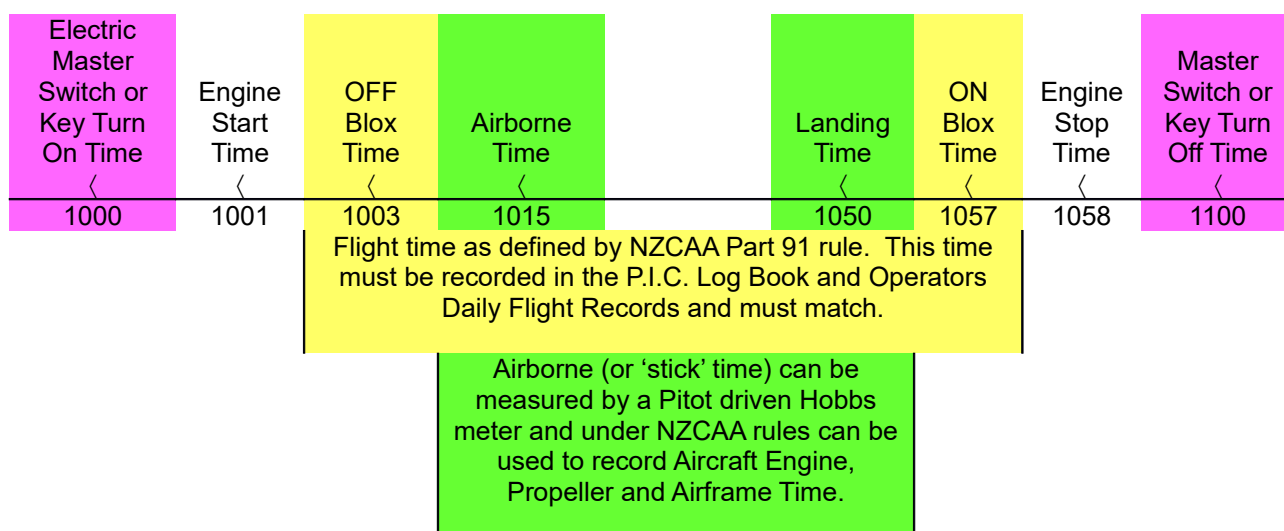 Electric
Master
Switch or
Key Turn
On Time
Engine
Start
Time
OFF
Blox
Time
Airborne
Time
Landing
Time
ON
Blox
Time
Engine
Stop
Time
Master
Switch or
Key Turn
Off Time
1000
1001
1003
1015
1050
1057
1058
1100
Flight time as defined by NZCAA Part 91 rule.  This time
must be recorded in the P.I.C. Log Book and Operators
Daily Flight Records and must match.
Airborne (or ‘stick’ time) can be
measured by a Pitot driven Hobbs
meter and under NZCAA rules can be
used to record Aircraft Engine,
Propeller and Airframe Time.